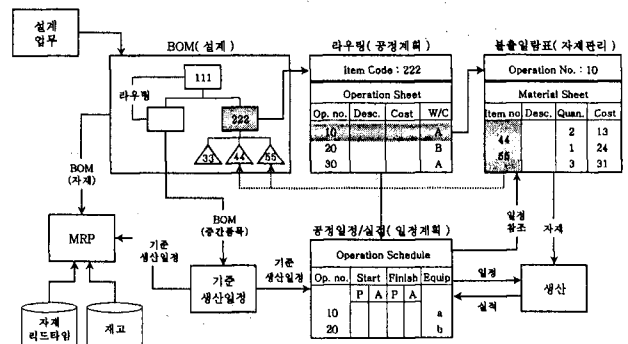 설계
업무
BOM( 설계 )
111
라우팅
222
33
44
55
라우팅( 공정계획 )
Item Code : 222
Operation Sheet
Op. no. Desc. Cost W/C
10 A
20 B
30 A
불출일람표( 자재관리 )
Operation No. : 10
Material Sheet
Item no Desc. Quan. Cost
2 13
44
1 24
55
3 31
BOM
(자재)
BOM
(중간품목)
MRP
기준
생산일정
기준
생산일정
기준
생산일정
자재
리드타임
재고
공정일정/실적( 일정계획 )
Operation Schedule
Op. no. Start Finish Equip
P A P A
10 a
20 b
일정
참조
자재
일정
실적
생산